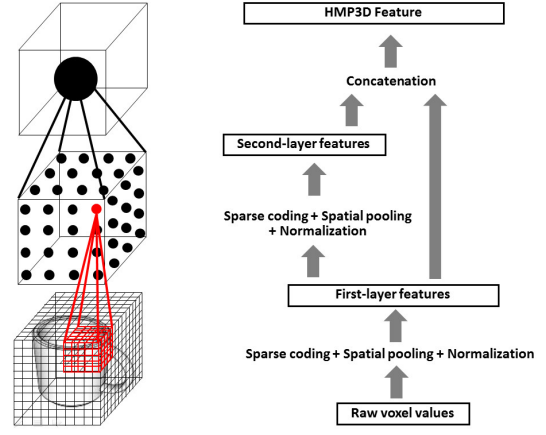 HMP3D Feature
Concatenation
Second-layer features
Sparse coding + Spatial pooling
+ Normalization
First-layer features
Sparse coding + Spatial pooling + Normalization
Raw voxel values